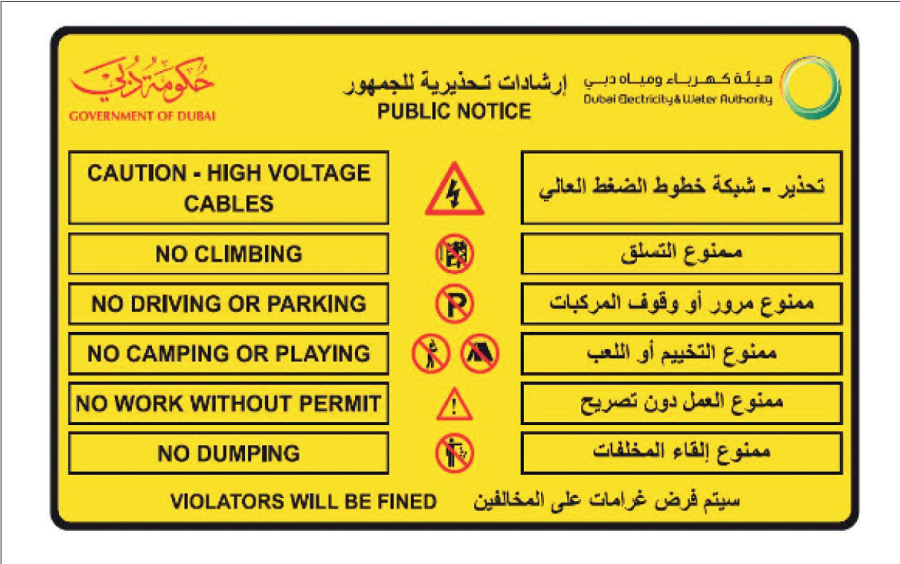 حكومة دبي
GOVERNMENT OF DUBAI
إرشادات تحذيرية للجمهور
PUBLIC NOTICE
هيئة كهرباء ومياه دبي
Dubai Electricity & Water Authority
CAUTION - HIGH VOLTAGE
CABLES
تحذير - شبكة خطوط الضغط العالي
NO CLIMBING
ممنوع التسلق
NO DRIVING OR PARKING
P
ممنوع مرور أو وقوف المركبات
NO CAMPING OR PLAYING
ممنوع التخييم أو اللعب
NO WORK WITHOUT PERMIT
!
ممنوع العمل دون تصريح
NO DUMPING
ممنوع إلقاء المخلفات
VIOLATORS WILL BE FINED
سيتم فرض غرامات على المخالفين